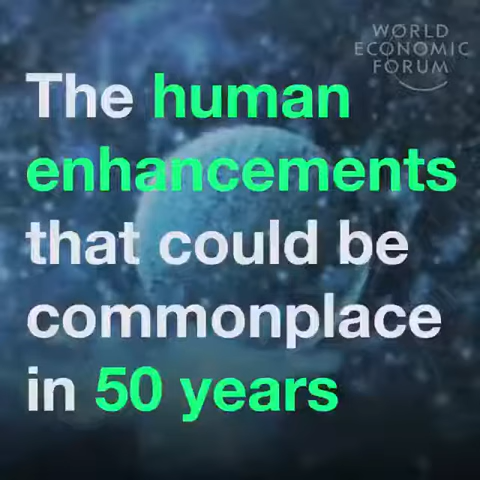 WORLD
ECONOMIC
FORUM
The human
enhancements
that could be
commonplace
in 50 years